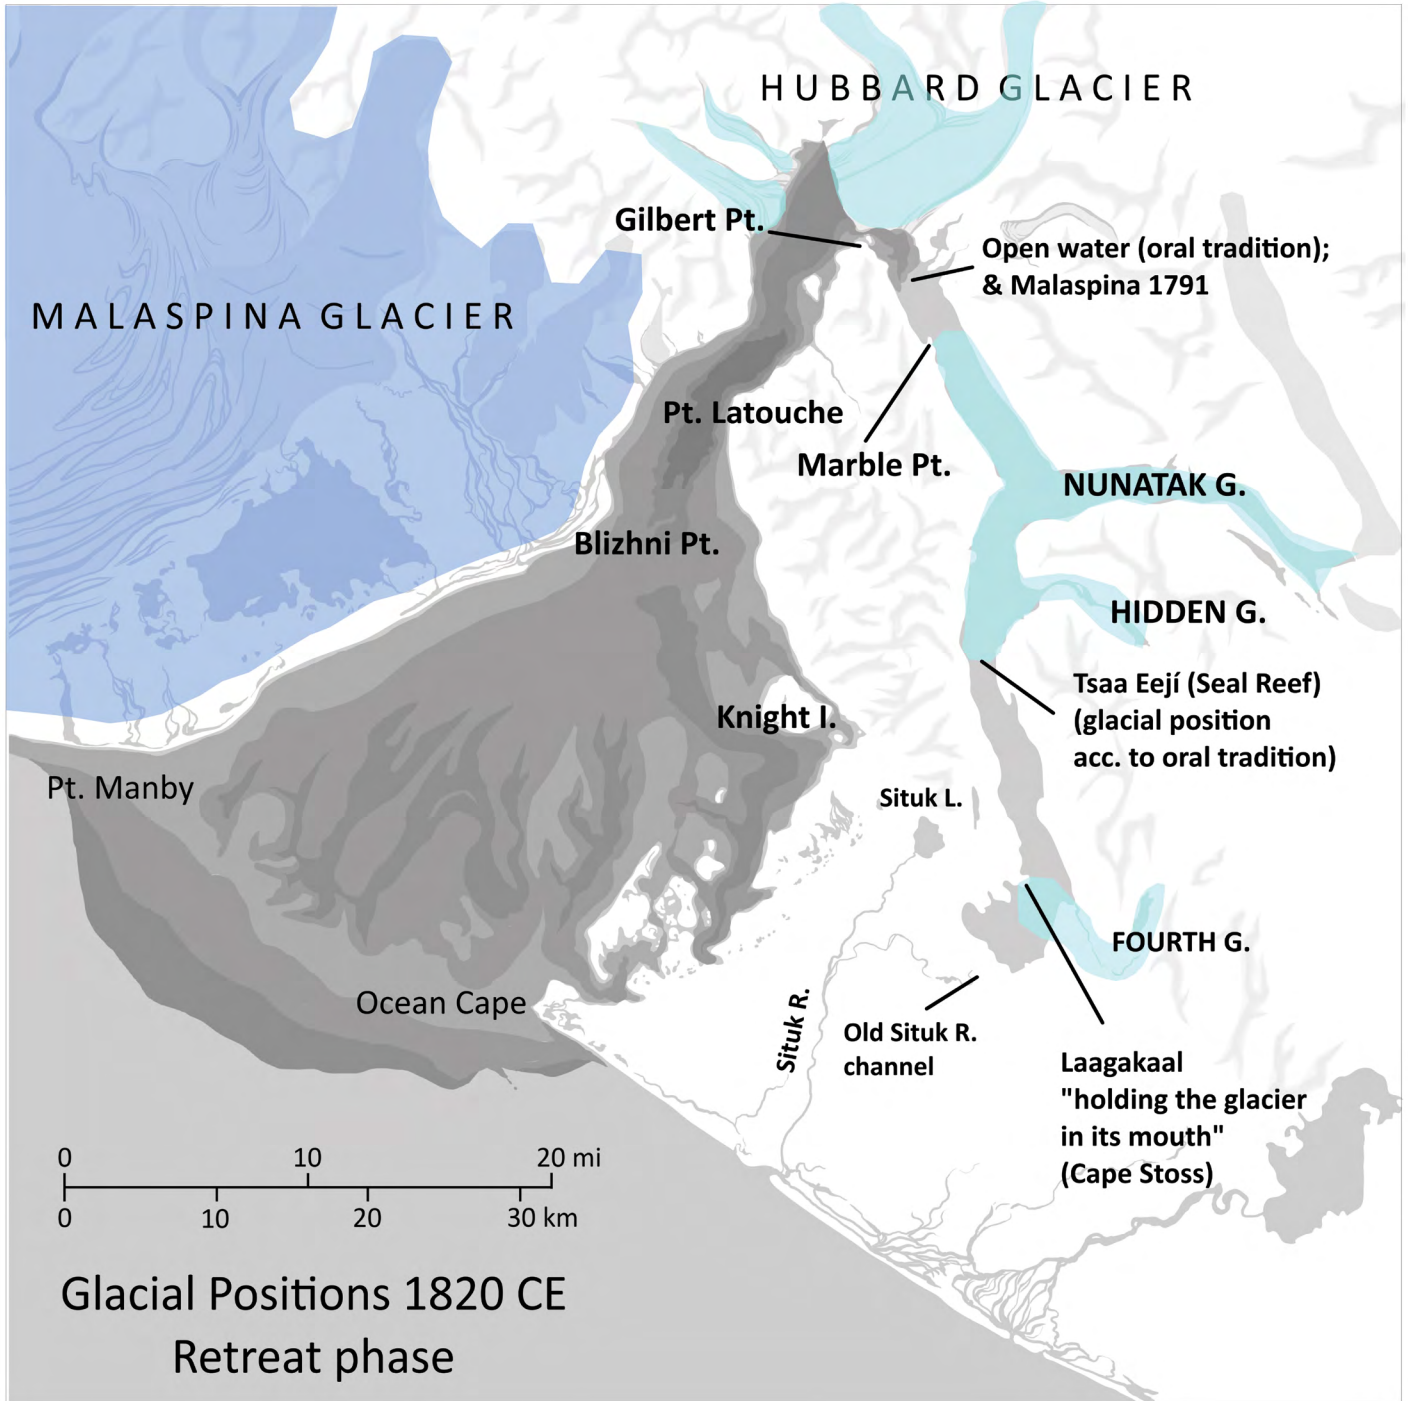 HUBBARD GLACIER
Gilbert Pt.
Open water (oral tradition);
& Malaspina 1791
MALASPINA GLACIER
Pt. Latouche
Marble Pt.
NUNATAK G.
Blizhni Pt.
HIDDEN G.
Tsaa Eejí (Seal Reef)
(glacial position
acc. to oral tradition)
Knight I.
Pt. Manby
Situk L.
FOURTH G.
Ocean Cape
Situk R.
Old Situk R.
channel
Laagakaal
"holding the glacier
in its mouth"
(Cape Stoss)
0 10 20 mi
0 10 20 30 km
Glacial Positions 1820 CE
Retreat phase